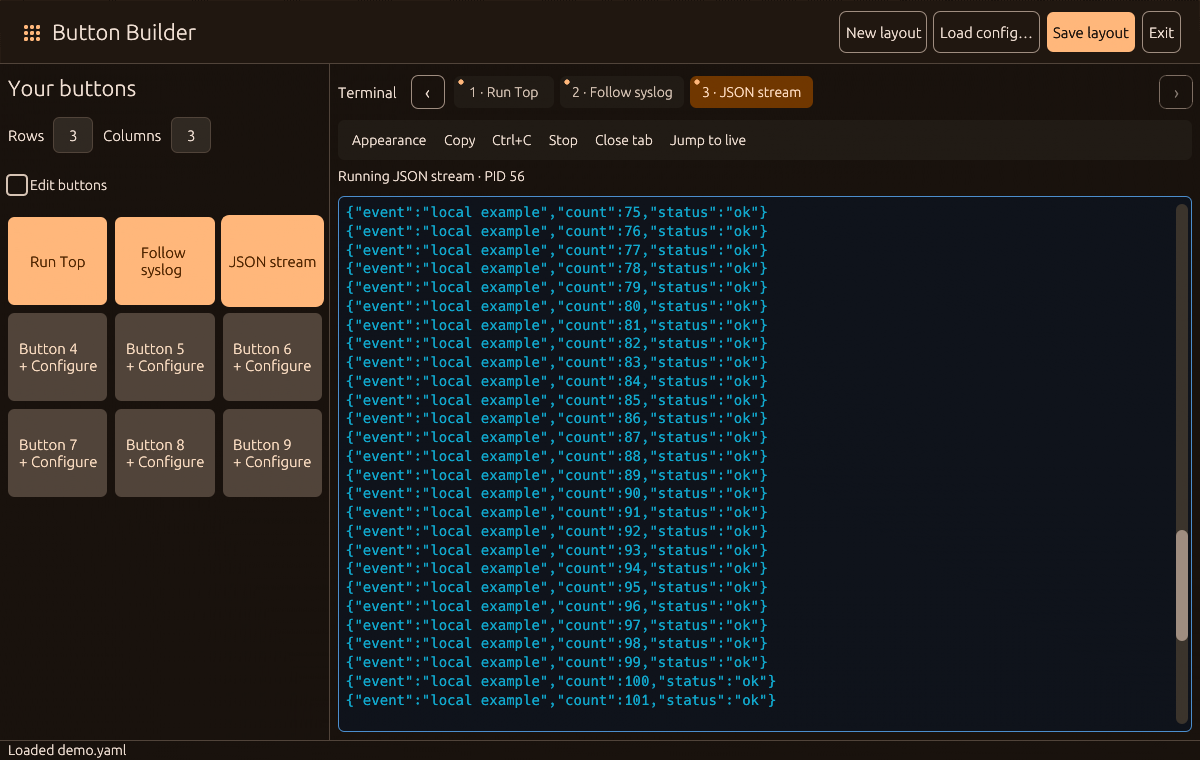 Button Builder
New layout Load config... Save layout Exit
Your buttons
Rows 3 Columns 3
Edit buttons
Run Top
Follow
syslog
JSON stream
Button 4
+ Configure
Button 5
+ Configure
Button 6
+ Configure
Button 7
+ Configure
Button 8
+ Configure
Button 9
+ Configure
Terminal ‹ 1 · Run Top 2 · Follow syslog 3 · JSON stream ›
Appearance Copy Ctrl+C Stop Close tab Jump to live
Running JSON stream · PID 56
{"event":"local example","count":75,"status":"ok"}
{"event":"local example","count":76,"status":"ok"}
{"event":"local example","count":77,"status":"ok"}
{"event":"local example","count":78,"status":"ok"}
{"event":"local example","count":79,"status":"ok"}
{"event":"local example","count":80,"status":"ok"}
{"event":"local example","count":81,"status":"ok"}
{"event":"local example","count":82,"status":"ok"}
{"event":"local example","count":83,"status":"ok"}
{"event":"local example","count":84,"status":"ok"}
{"event":"local example","count":85,"status":"ok"}
{"event":"local example","count":86,"status":"ok"}
{"event":"local example","count":87,"status":"ok"}
{"event":"local example","count":88,"status":"ok"}
{"event":"local example","count":89,"status":"ok"}
{"event":"local example","count":90,"status":"ok"}
{"event":"local example","count":91,"status":"ok"}
{"event":"local example","count":92,"status":"ok"}
{"event":"local example","count":93,"status":"ok"}
{"event":"local example","count":94,"status":"ok"}
{"event":"local example","count":95,"status":"ok"}
{"event":"local example","count":96,"status":"ok"}
{"event":"local example","count":97,"status":"ok"}
{"event":"local example","count":98,"status":"ok"}
{"event":"local example","count":99,"status":"ok"}
{"event":"local example","count":100,"status":"ok"}
{"event":"local example","count":101,"status":"ok"}
Loaded demo.yaml